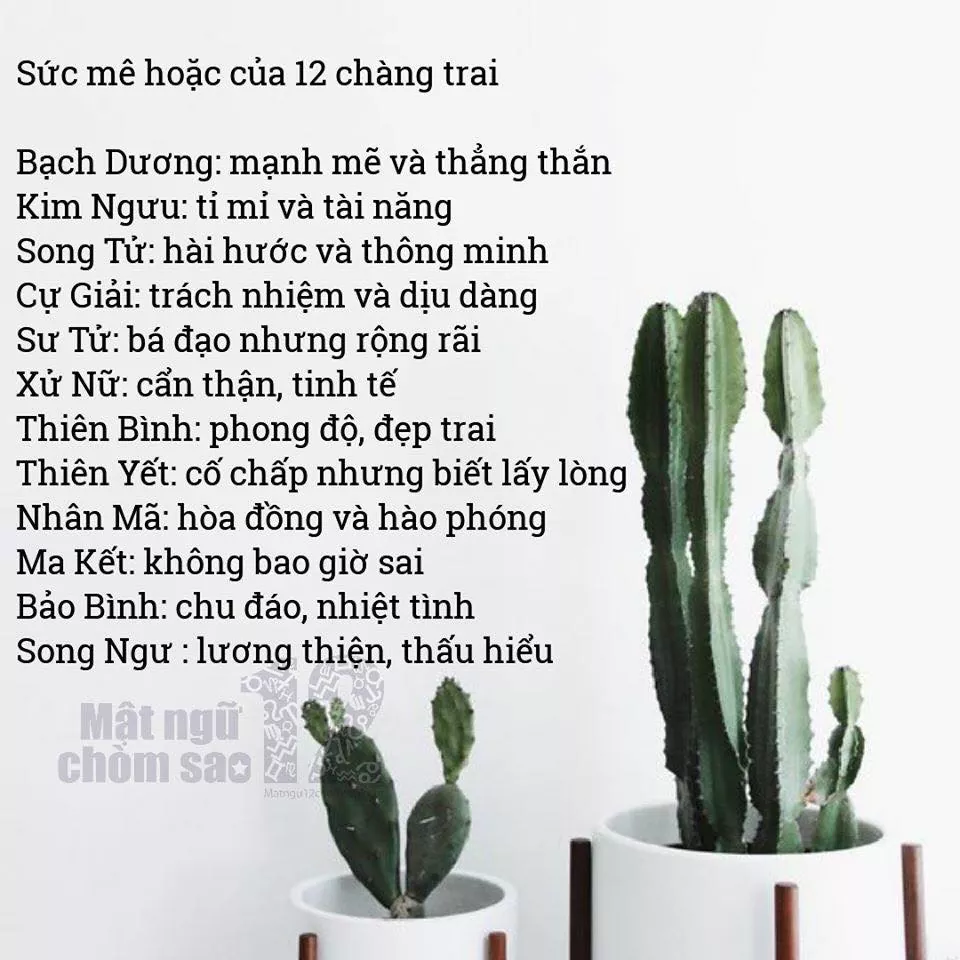 Sức mê hoặc của 12 chàng trai
Bạch Dương: mạnh mẽ và thẳng thắn
Kim Ngưu: tỉ mỉ và tài năng
Song Tử: hài hước và thông minh
Cự Giải: trách nhiệm và dịu dàng
Sư Tử: bá đạo nhưng rộng rãi
Xử Nữ: cẩn thận, tinh tế
Thiên Bình: phong độ, đẹp trai
Thiên Yết: cố chấp nhưng biết lấy lòng
Nhân Mã: hòa đồng và hào phóng
Ma Kết: không bao giờ sai
Bảo Bình: chu đáo, nhiệt tình
Song Ngư : lương thiện, thấu hiểu
Mật ngữ 12
chòm sao